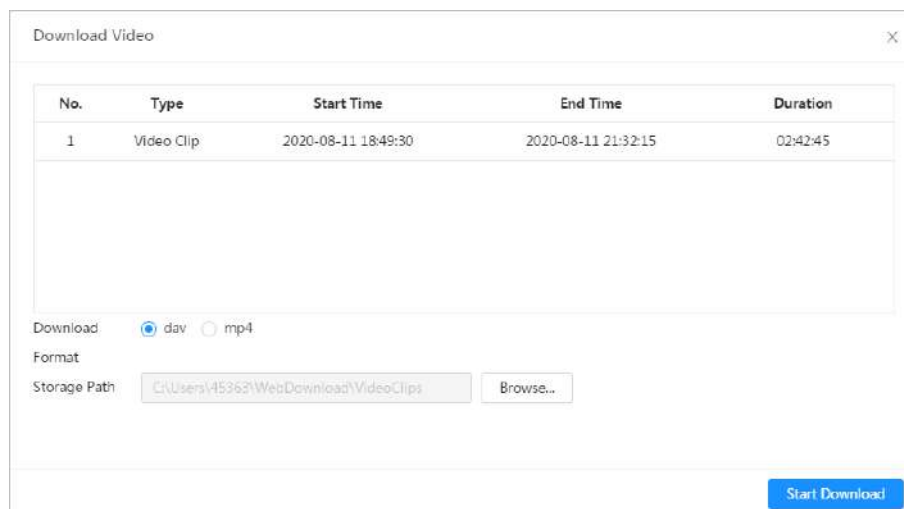 Download Video
No. Type Start Time End Time Duration
1 Video Clip 2020-08-11 18:49:30 2020-08-11 21:32:15 02:42:45
Download dav mp4
Format
Storage Path C:\Users\45363\WebDownload\VideoClips Browse...
Start Download